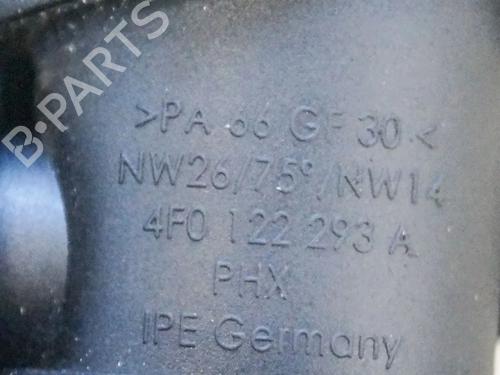 B-PARTS
>PA 66 GF 30<
NW26/75°/NW14
4F0 122 293 A
PHX
IPE Germany